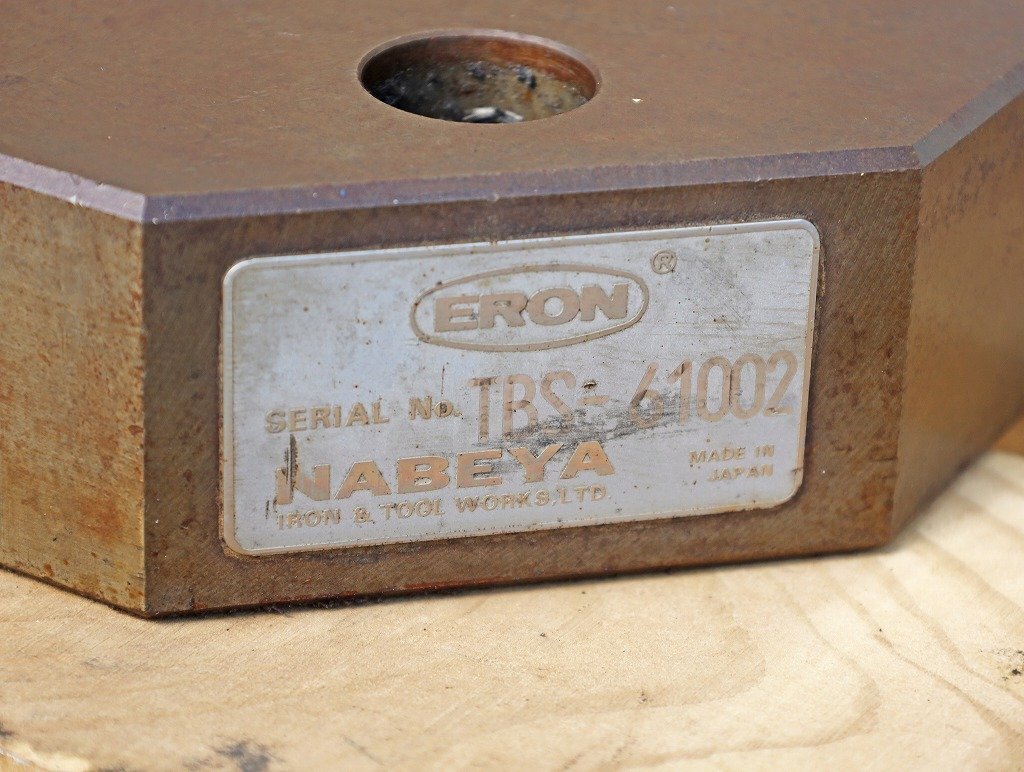 ERON ®
SERIAL No. TBS-61002
NABEYA
IRON & TOOL WORKS, LTD.
MADE IN
JAPAN